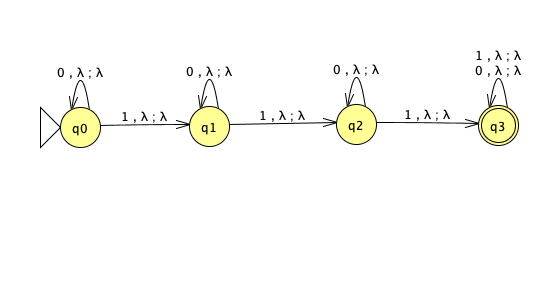 1 , λ ; λ
0 , λ ; λ 0 , λ ; λ 0 , λ ; λ 0 , λ ; λ
1 , λ ; λ 1 , λ ; λ 1 , λ ; λ
q0 q1 q2 q3